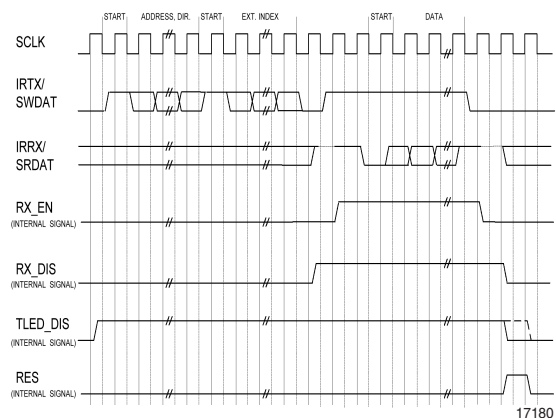 START ADDRESS, DIR. START EXT. INDEX START DATA
SCLK
IRTX/
SWDAT
IRRX/
SRDAT
RX_EN
(INTERNAL SIGNAL)
RX_DIS
(INTERNAL SIGNAL)
TLED_DIS
(INTERNAL SIGNAL)
RES
(INTERNAL SIGNAL)
17180